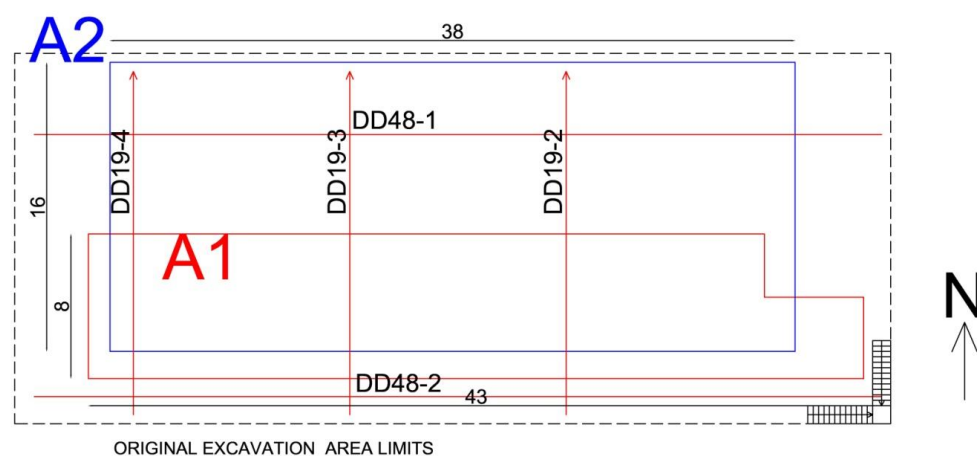 A2
38
DD48-1
DD19-4
DD19-3
DD19-2
16
A1
8
N
DD48-2
43
ORIGINAL EXCAVATION AREA LIMITS